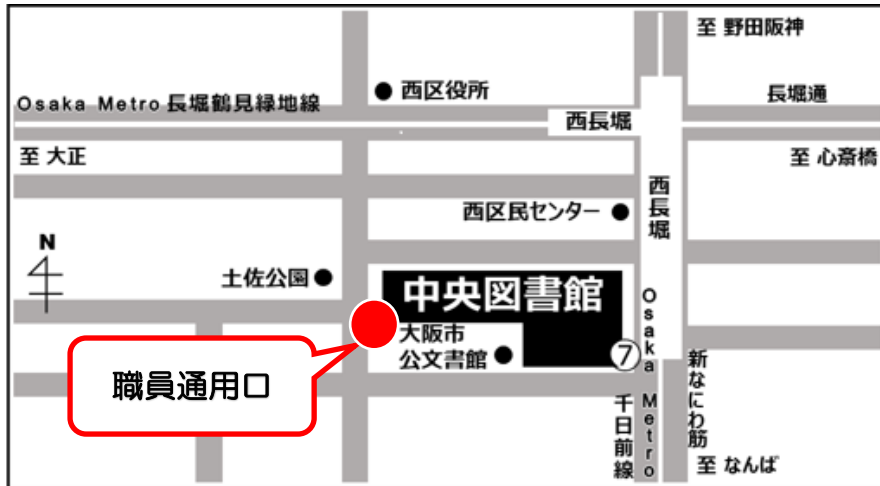 至 野田阪神
西区役所
長堀通
Osaka Metro 長堀鶴見緑地線
西長堀
至 大正
至 心斎橋
西長堀
西区民センター
N
土佐公園
中央図書館
Osaka Metro
大阪市
公文書館
⑦
新なにわ筋
職員通用口
千日前線
至 なんば